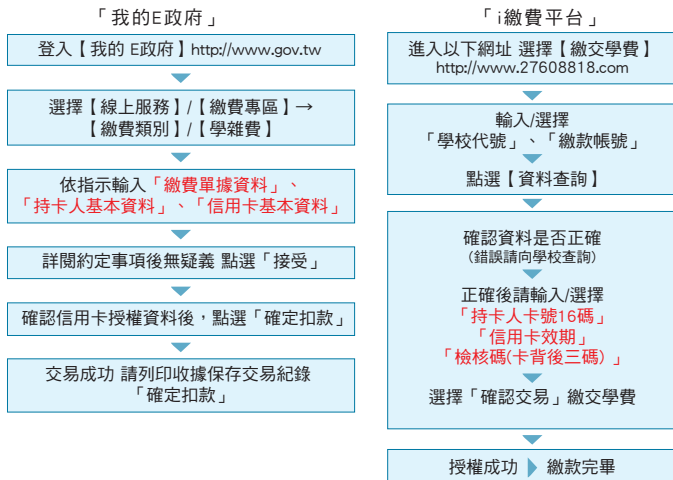 「我的E政府」
登入【我的 E政府】http://www.gov.tw
選擇【線上服務】/【繳費專區】→
【繳費類別】/【學雜費】
依指示輸入「繳費單據資料」、
「持卡人基本資料」、「信用卡基本資料」
詳閱約定事項後無疑義 點選「接受」
確認信用卡授權資料後，點選「確定扣款」
交易成功 請列印收據保存交易紀錄
「確定扣款」
「i繳費平台」
進入以下網址 選擇【繳交學費】
http://www.27608818.com
輸入/選擇
「學校代號」、「繳款帳號」
點選【資料查詢】
確認資料是否正確
(錯誤請向學校查詢)
正確後請輸入/選擇
「持卡人卡號16碼」
「信用卡效期」
「檢核碼(卡背後三碼) 」
選擇「確認交易」繳交學費
授權成功 ▶ 繳款完畢